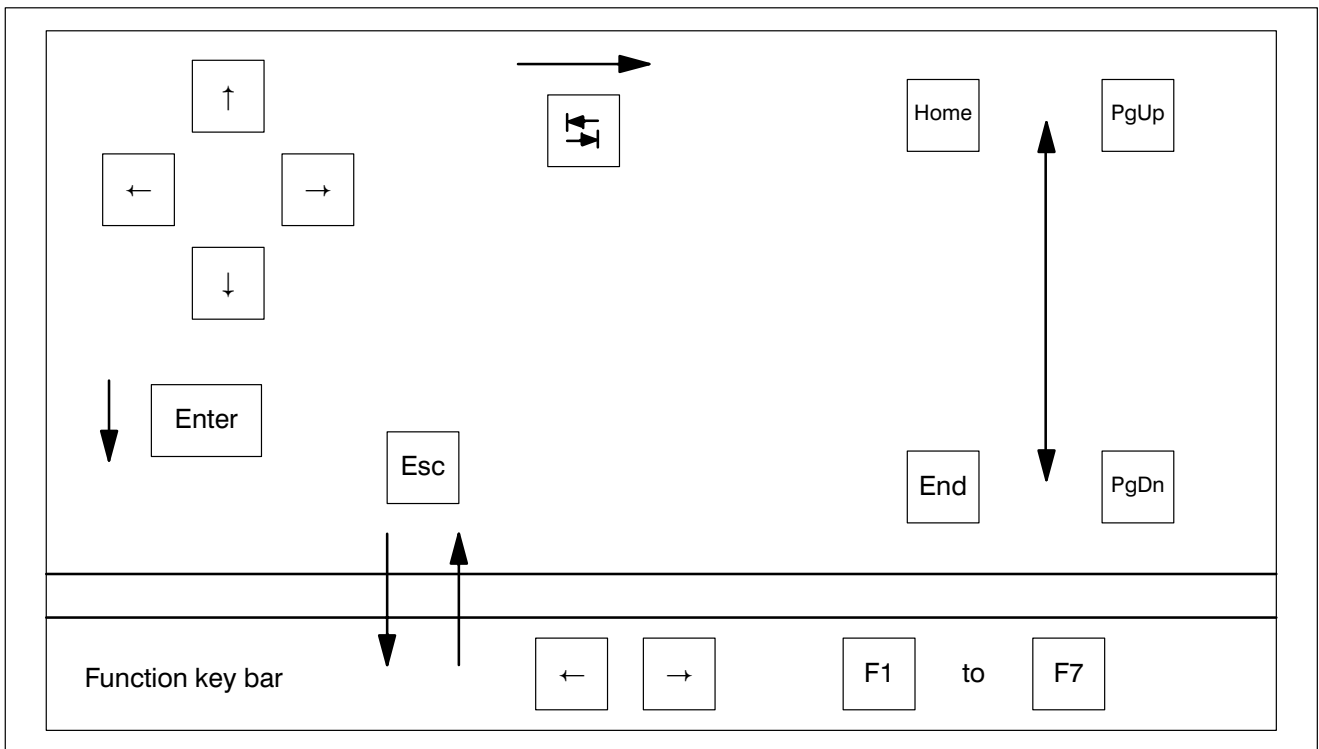 ↑
Home PgUp
← →
↓
Enter
Esc
End PgDn
Function key bar ← → F1 to F7